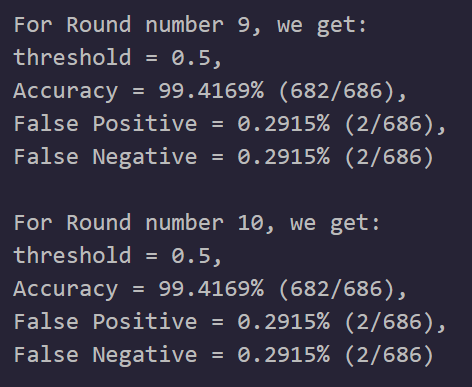 For Round number 9, we get:
threshold = 0.5,
Accuracy = 99.4169% (682/686),
False Positive = 0.2915% (2/686),
False Negative = 0.2915% (2/686)
For Round number 10, we get:
threshold = 0.5,
Accuracy = 99.4169% (682/686),
False Positive = 0.2915% (2/686),
False Negative = 0.2915% (2/686)